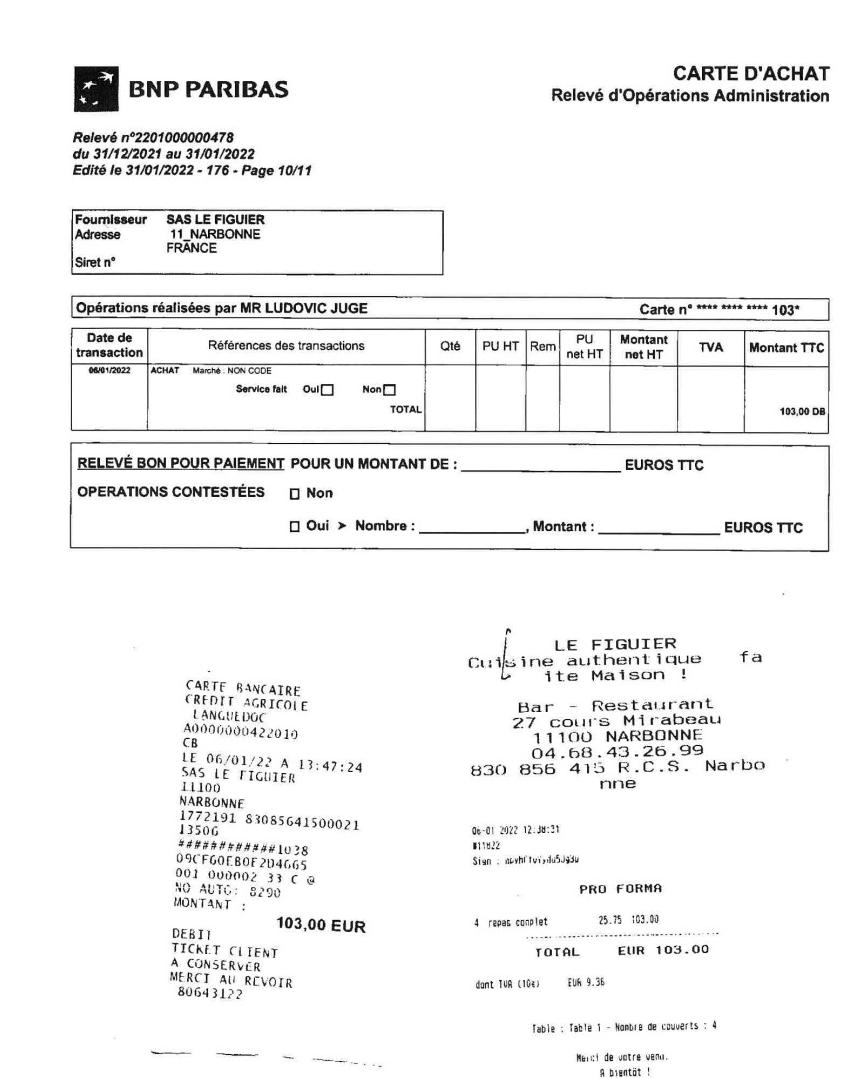 BNP PARIBAS
CARTE D'ACHAT
Relevé d'Opérations Administration
Relevé n°2201000000478
du 31/12/2021 au 31/01/2022
Edité le 31/01/2022 - 176 - Page 10/11
Fournisseur SAS LE FIGUIER
Adresse 11_NARBONNE
FRANCE
Siret n°
Opérations réalisées par MR LUDOVIC JUGE Carte n° **** **** **** 103*
Date de transaction Références des transactions Qté PU HT Rem PU net HT Montant net HT TVA Montant TTC
06/01/2022 ACHAT Marché : NON CODE
Service fait Oui Non
TOTAL 103,00 DB
RELEVÉ BON POUR PAIEMENT POUR UN MONTANT DE : EUROS TTC
OPERATIONS CONTESTÉES Non
Oui ➤ Nombre : , Montant : EUROS TTC
CARTE BANCAIRE
CREDIT AGRICOLE
LANGUEDOC
A0000000422010
CB
LE 06/01/22 A 13:47:24
SAS LE FIGUIER
11100
NARBONNE
1772191 83085641500021
13506
############1038
09CFG0EB0F2D4665
001 000002 33 C @
NO AUTO: 8290
MONTANT :
103,00 EUR
DEBIT
TICKET CLIENT
A CONSERVER
MERCI AU REVOIR
80643122
LE FIGUIER
Cuisine authentique fa
ite Maison !
Bar - Restaurant
27 cours Mirabeau
11100 NARBONNE
04.68.43.26.99
830 856 415 R.C.S. Narbo
nne
06-01 2022 12:38:31
#11822
Sign :
PRO FORMA
4 repas complet 25.75 103.00
TOTAL EUR 103.00
dont TVA (10%) EUR 9.36
Table : Table 1 - Nombre de couverts : 4
Merci de votre venu.
A bientôt !